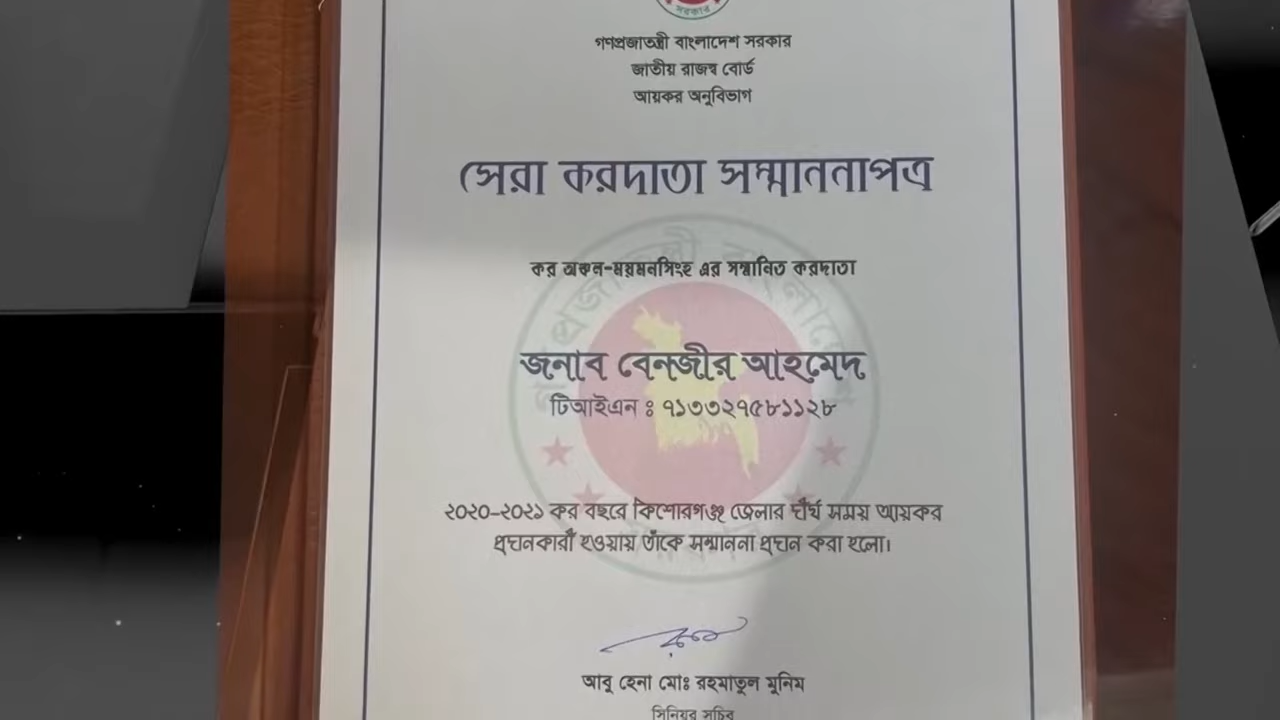 সরকার
গণপ্রজাতন্ত্রী বাংলাদেশ সরকার
জাতীয় রাজস্ব বোর্ড
আয়কর অনুবিভাগ
সেরা করদাতা সম্মাননাপত্র
কর অঞ্চল-ময়মনসিংহ এর সম্মানিত করদাতা
জনাব বেনজীর আহমেদ
টিআইএন ঃ ৭১৩৩২৭৫৮১১২৮
২০২০-২০২১ কর বছরে কিশোরগঞ্জ জেলার দীর্ঘ সময় আয়কর
প্রদানকারী হওয়ায় তাঁকে সম্মাননা প্রদান করা হলো।
আবু হেনা মোঃ রহমাতুল মুনিম
সিনিয়র সচিব